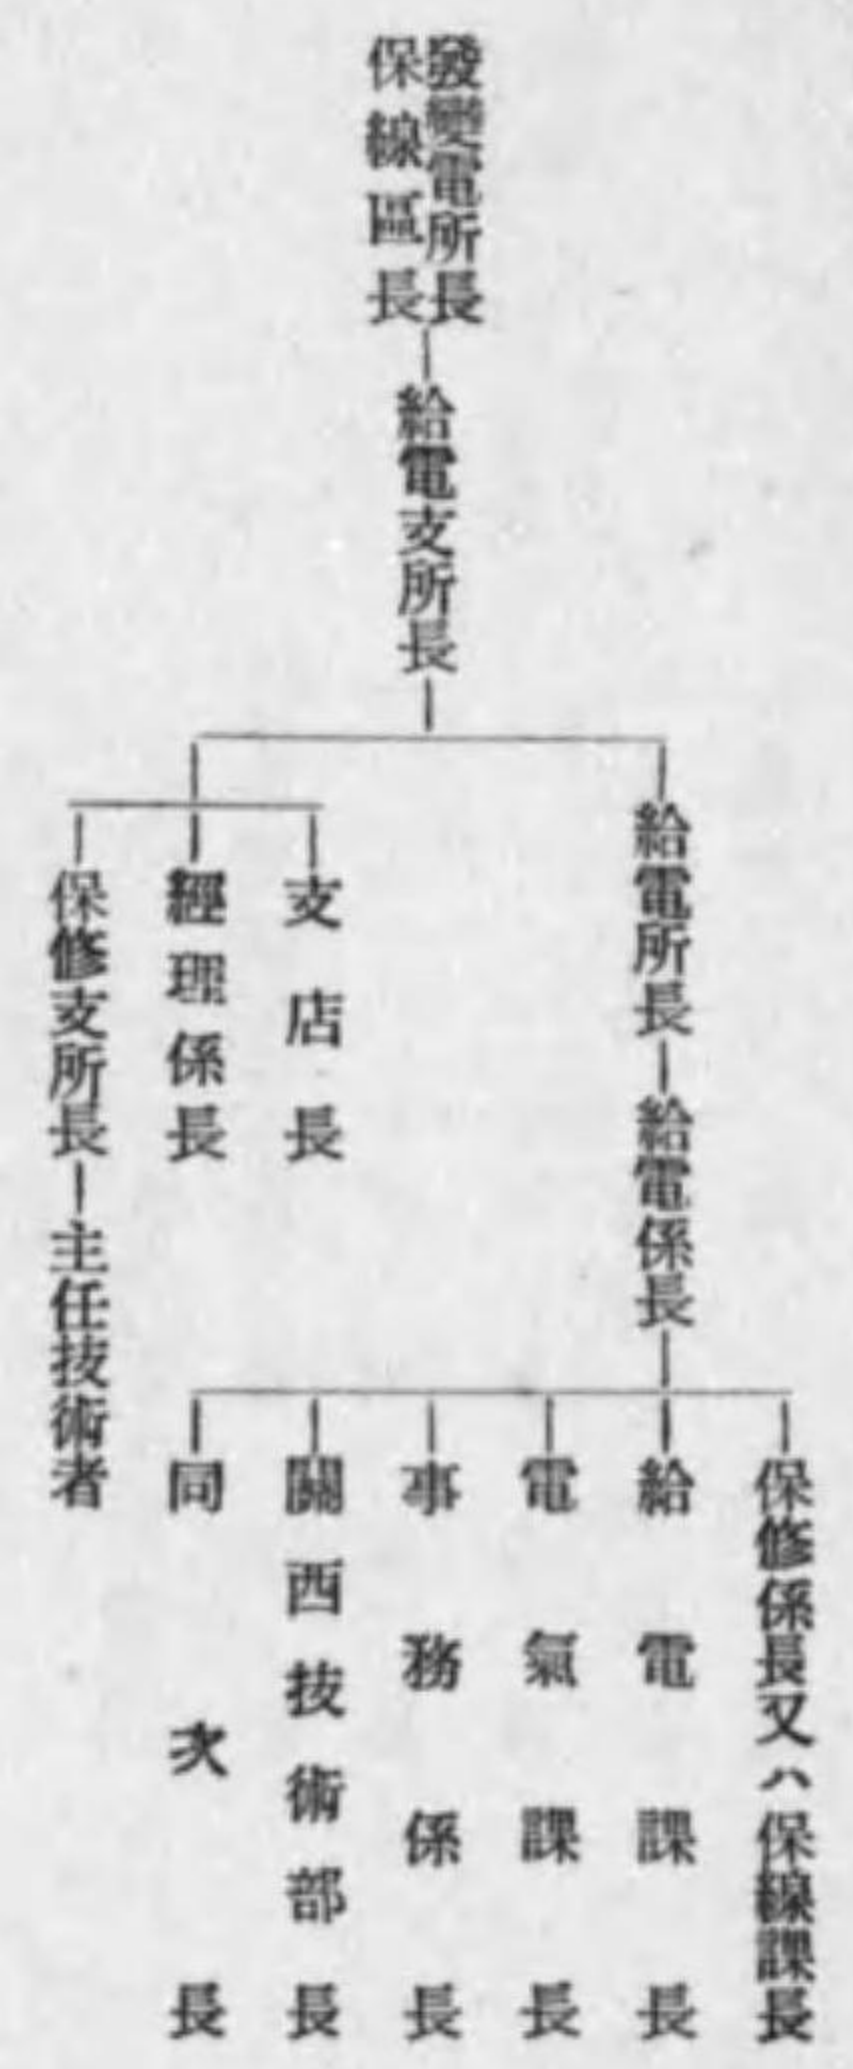 發變電所長
保線區長
給電支所長
給電所長
給電係長
保修係長又ハ保線課長
給電課長
電氣課長
事務係長
關西技術部長
同次長
支店長
經理係長
保修支所長
主任技術者